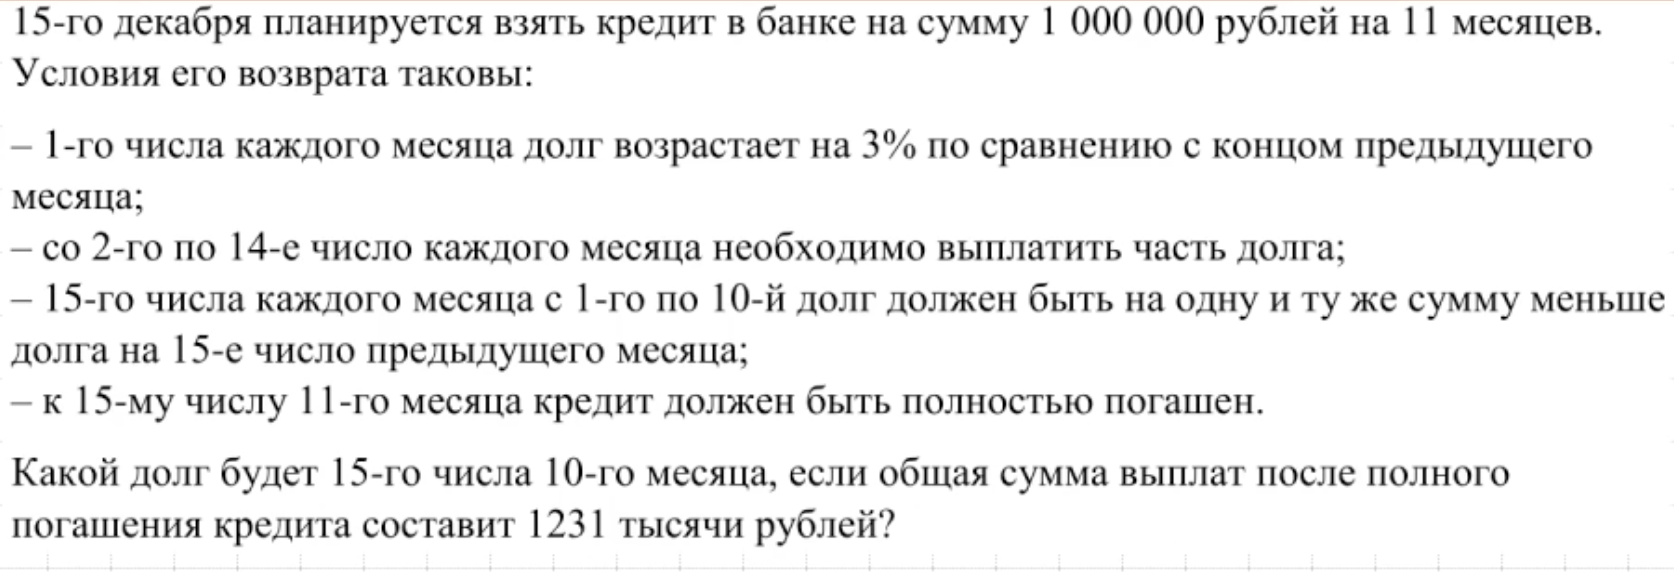 15-го декабря планируется взять кредит в банке на сумму 1 000 000 рублей на 11 месяцев.
Условия его возврата таковы:
– 1-го числа каждого месяца долг возрастает на 3% по сравнению с концом предыдущего
месяца;
– со 2-го по 14-е число каждого месяца необходимо выплатить часть долга;
– 15-го числа каждого месяца с 1-го по 10-й долг должен быть на одну и ту же сумму меньше
долга на 15-е число предыдущего месяца;
– к 15-му числу 11-го месяца кредит должен быть полностью погашен.
Какой долг будет 15-го числа 10-го месяца, если общая сумма выплат после полного
погашения кредита составит 1231 тысячи рублей?